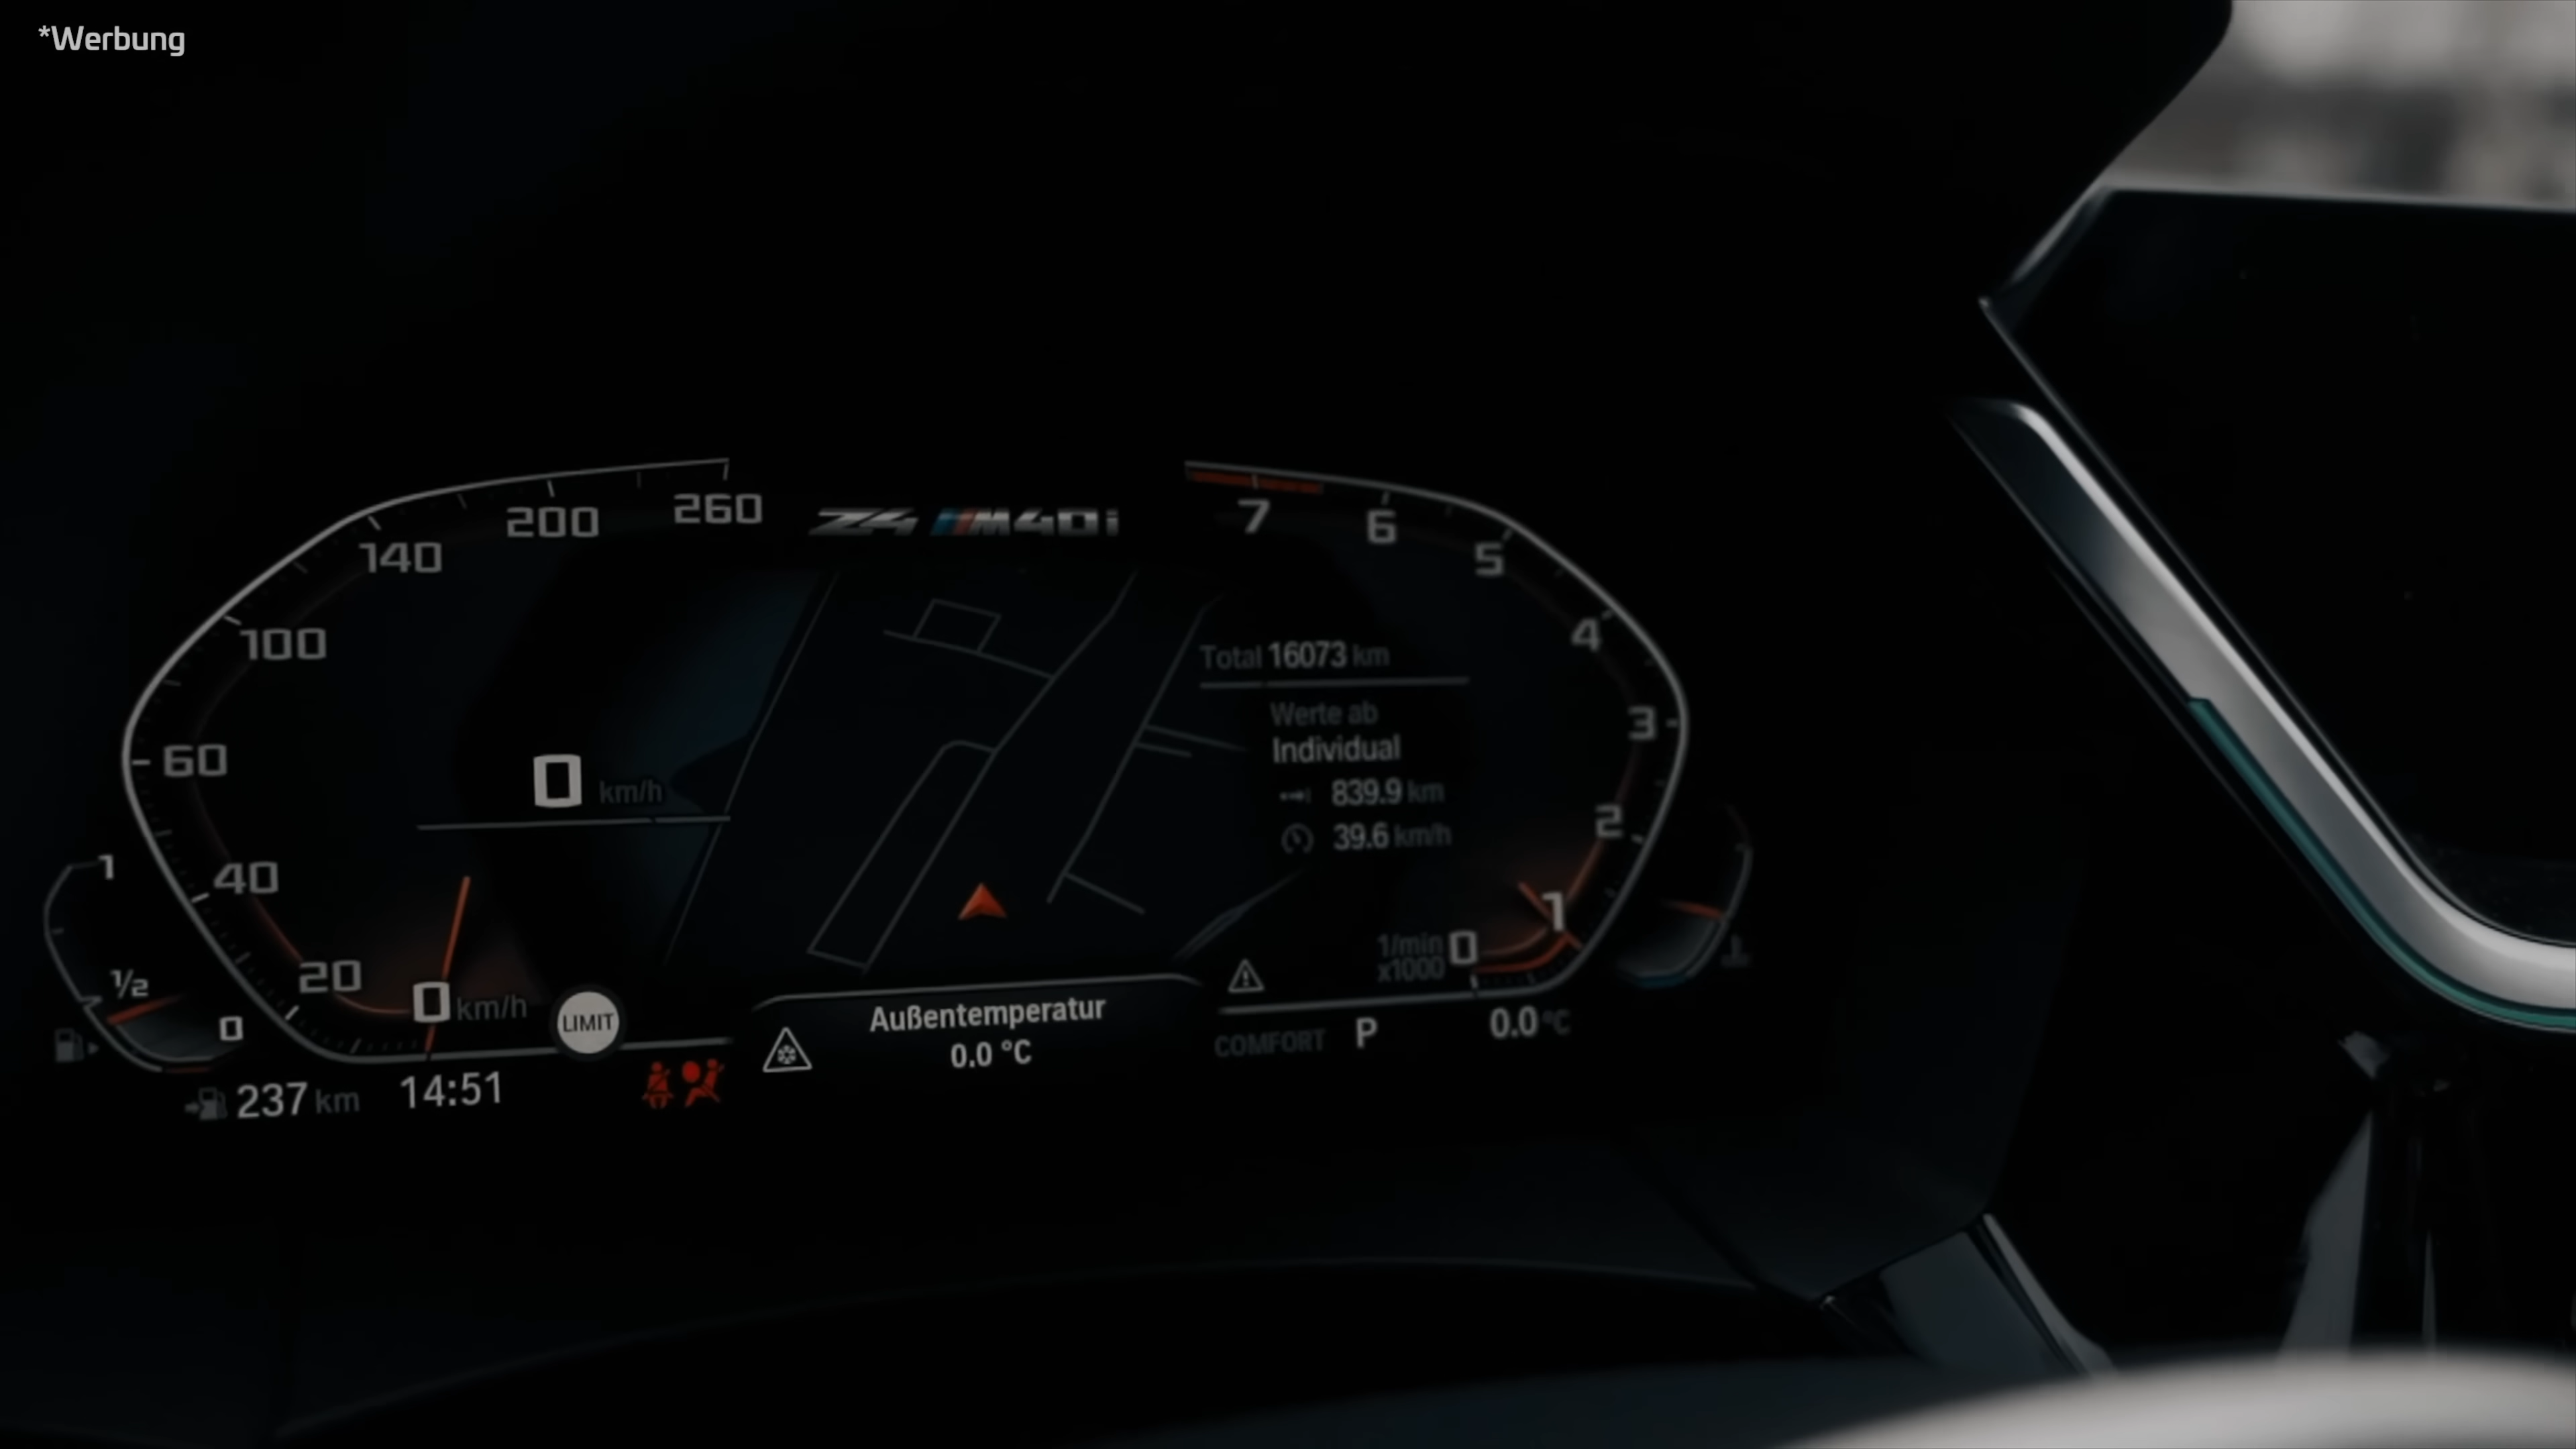 *Werbung
260
Z4 M40i
7
200
6
140
5
100
4
Total 16073 km
Werte ab
Individual
3
60
0 km/h
839.9 km
39.6 km/h
2
1
40
1
1/min
x1000
0
20
½
0 km/h
LIMIT
0
Außentemperatur
0.0 °C
COMFORT P 0.0 °C
237 km 14:51